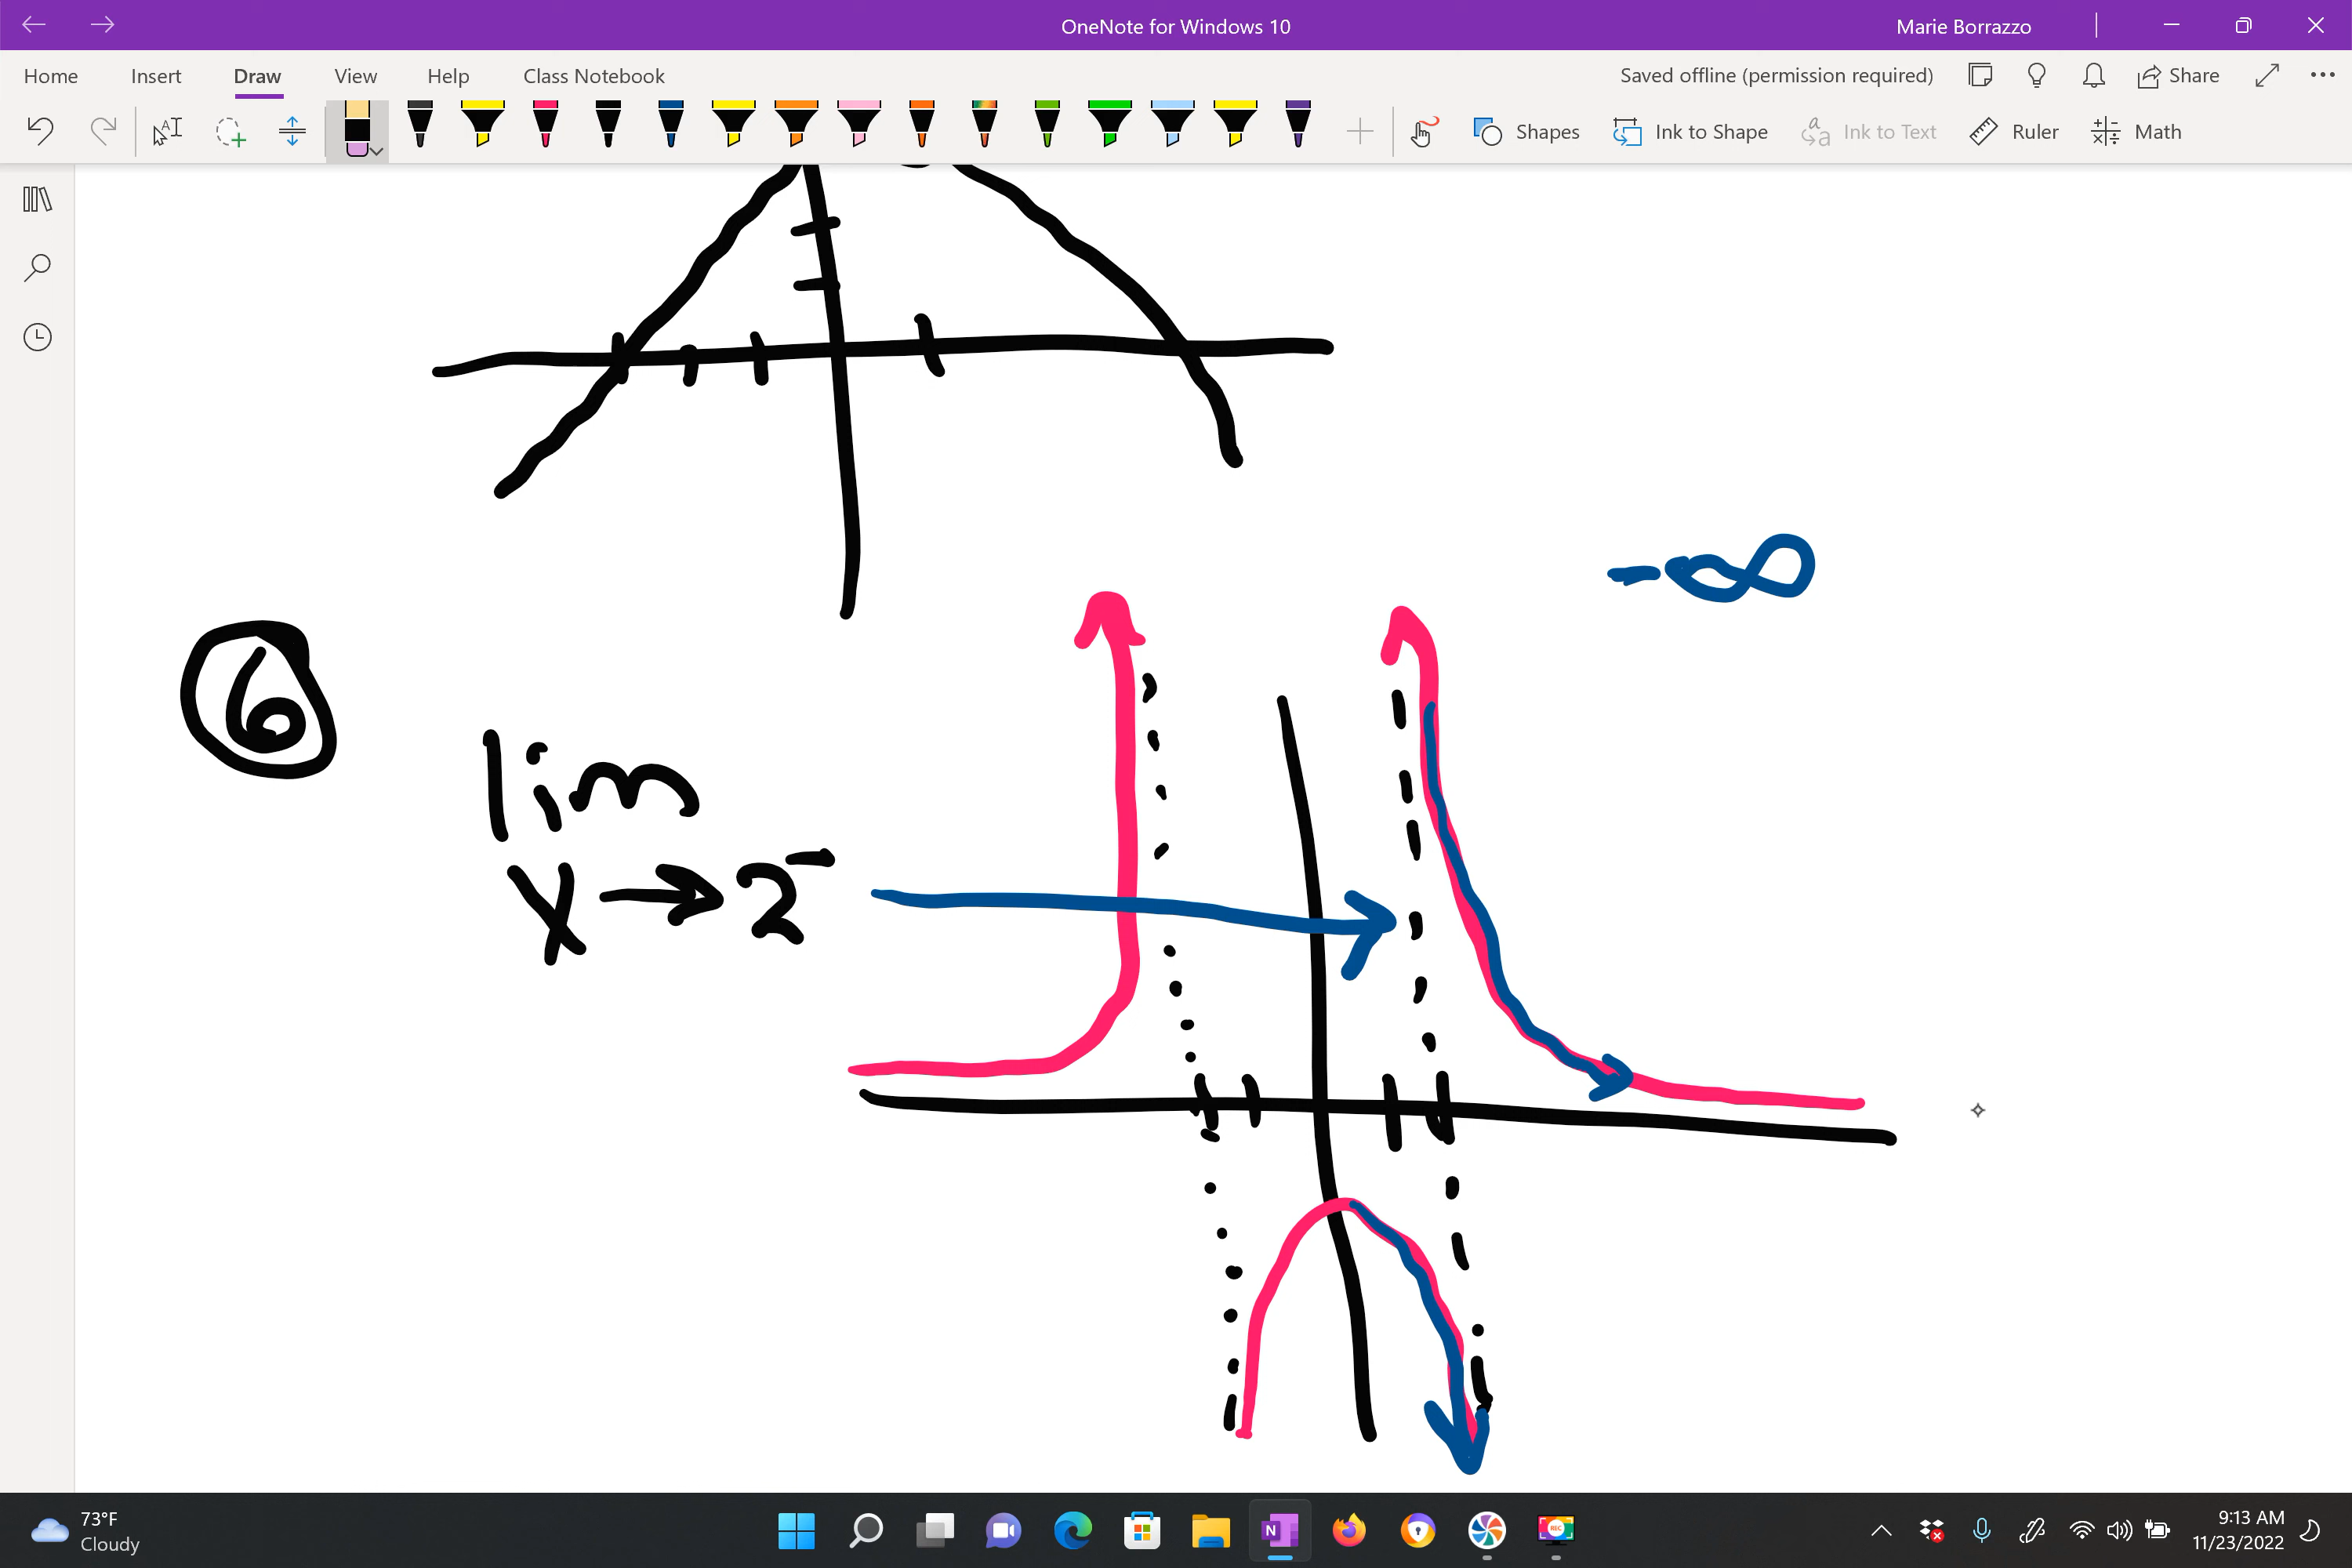 OneNote for Windows 10
Marie Borrazzo
Home Insert Draw View Help Class Notebook
Saved offline (permission required)
Share
Shapes
Ink to Shape
Ink to Text
Ruler
Math
-∞
6
lim
x→2⁻
73°F
Cloudy
9:13 AM
11/23/2022